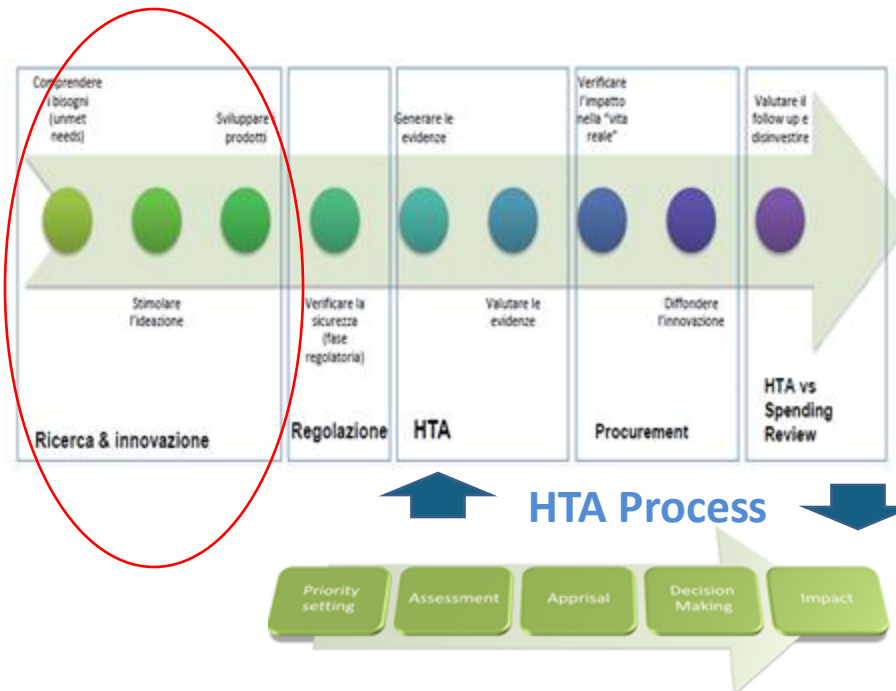 Comprendere
i bisogni
(unmet
needs)
Sviluppare i
prodotti
Generare le
evidenze
Verificare
l'impatto
nella "vita
reale"
Valutare il
follow up e
disinvestire
Stimolare
l'ideazione
Verificare la
sicurezza
(fase
regolatoria)
Valutare le
evidenze
Diffondere
l'innovazione
Ricerca & innovazione
Regolazione
HTA
Procurement
HTA vs
Spending
Review
HTA Process
Priority
setting
Assessment
Apprisal
Decision
Making
Impact